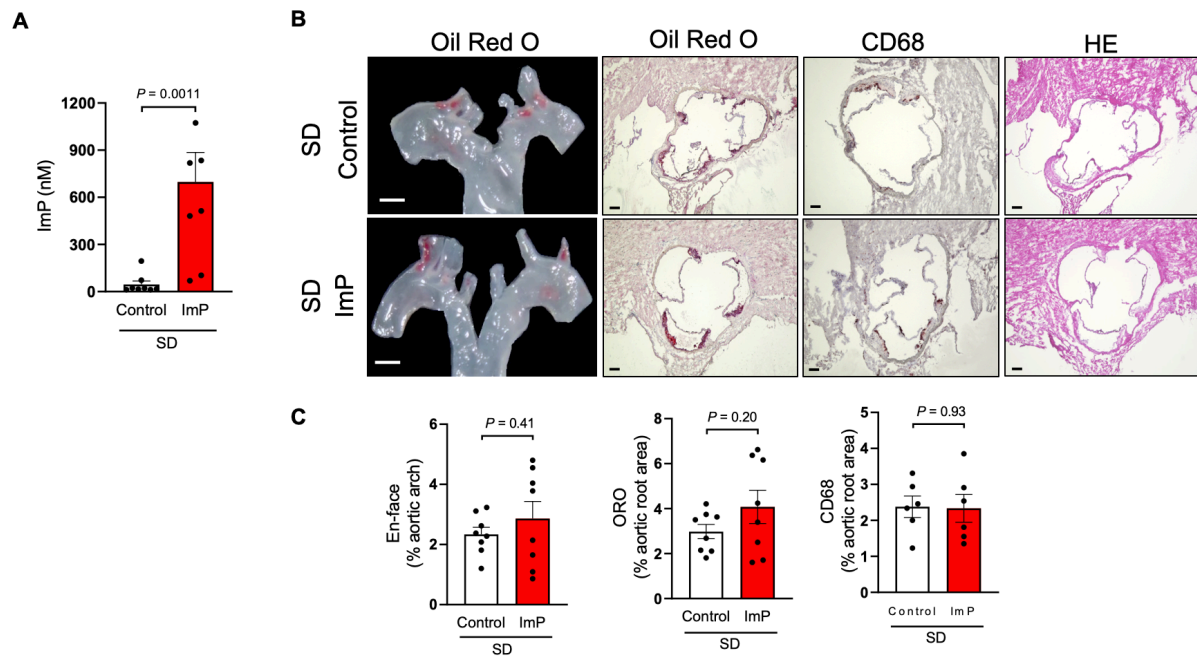 A
P = 0.0011
1200
900
600
300
0
ImP (nM)
Control ImP
SD
B
Oil Red O Oil Red O CD68 HE
SD
Control
SD
ImP
C
P = 0.41
6
4
2
0
En-face
(% aortic arch)
Control ImP
SD
P = 0.20
8
6
4
2
0
ORO
(% aortic root area)
Control ImP
SD
P = 0.93
5
4
3
2
1
0
CD68
(% aortic root area)
Control ImP
SD